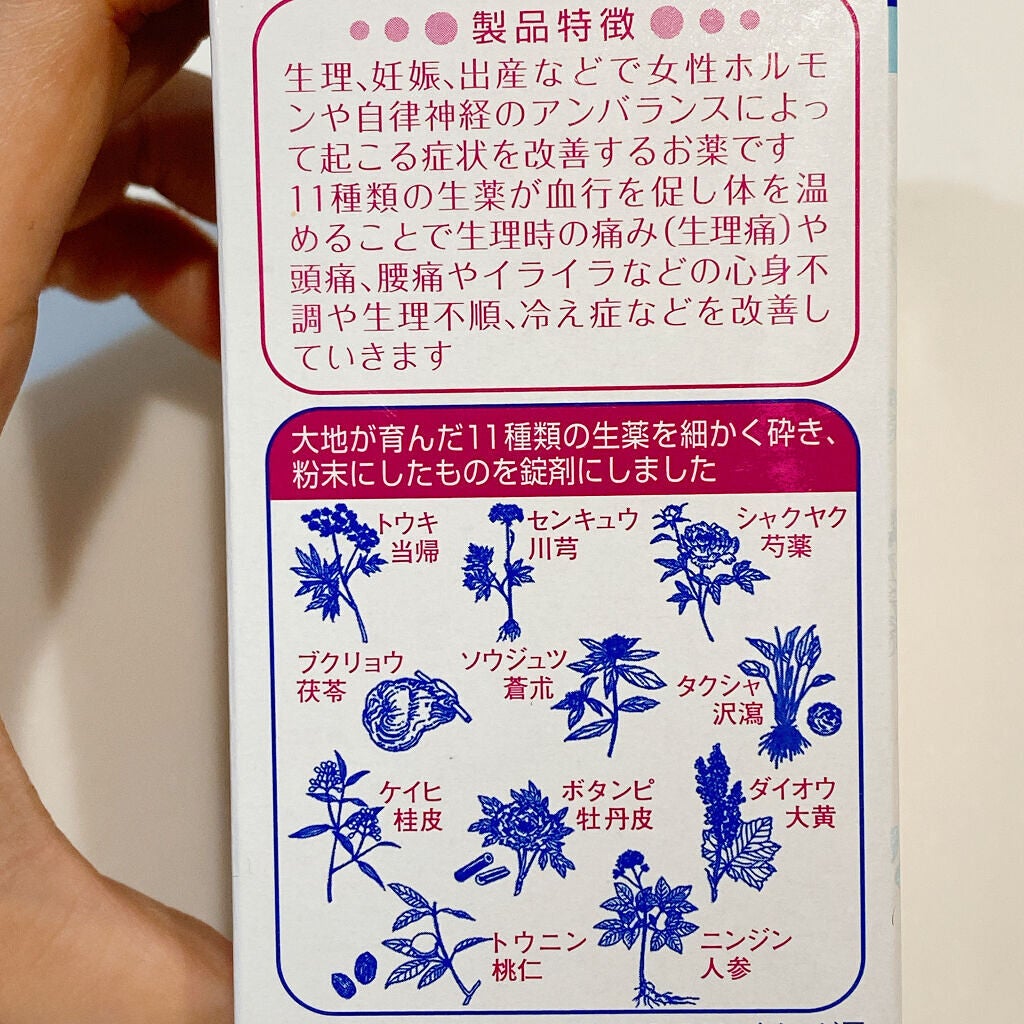 製品特徴
生理、妊娠、出産などで女性ホルモ
ンや自律神経のアンバランスによっ
て起こる症状を改善するお薬です
11種類の生薬が血行を促し体を温
めることで生理時の痛み(生理痛)や
頭痛、腰痛やイライラなどの心身不
調や生理不順、冷え症などを改善し
ていきます
大地が育んだ11種類の生薬を細かく砕き、
粉末にしたものを錠剤にしました
トウキ
当帰
センキュウ
川芎
シャクヤク
芍薬
ブクリョウ
茯苓
ソウジュツ
蒼朮
タクシャ
沢瀉
ケイヒ
桂皮
ボタンピ
牡丹皮
ダイオウ
大黄
トウニン
桃仁
ニンジン
人参